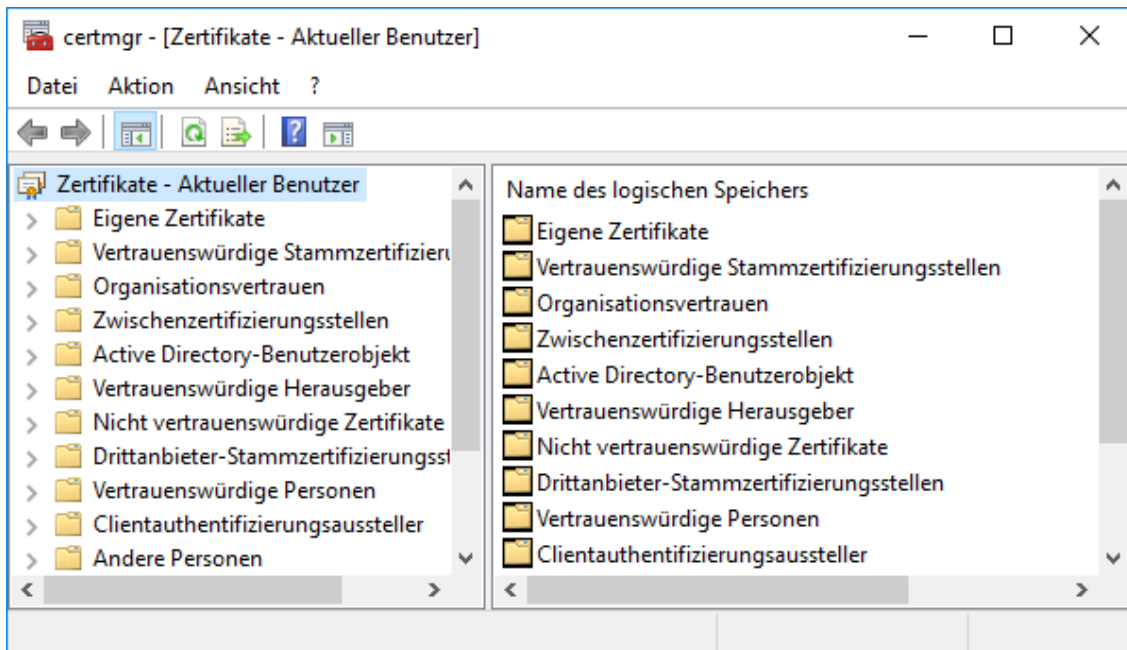 certmgr - [Zertifikate - Aktueller Benutzer]
Datei Aktion Ansicht ?
Zertifikate - Aktueller Benutzer
Eigene Zertifikate
Vertrauenswürdige Stammzertifizieru
Organisationsvertrauen
Zwischenzertifizierungsstellen
Active Directory-Benutzerobjekt
Vertrauenswürdige Herausgeber
Nicht vertrauenswürdige Zertifikate
Drittanbieter-Stammzertifizierungsst
Vertrauenswürdige Personen
Clientauthentifizierungsaussteller
Andere Personen
Name des logischen Speichers
Eigene Zertifikate
Vertrauenswürdige Stammzertifizierungsstellen
Organisationsvertrauen
Zwischenzertifizierungsstellen
Active Directory-Benutzerobjekt
Vertrauenswürdige Herausgeber
Nicht vertrauenswürdige Zertifikate
Drittanbieter-Stammzertifizierungsstellen
Vertrauenswürdige Personen
Clientauthentifizierungsaussteller